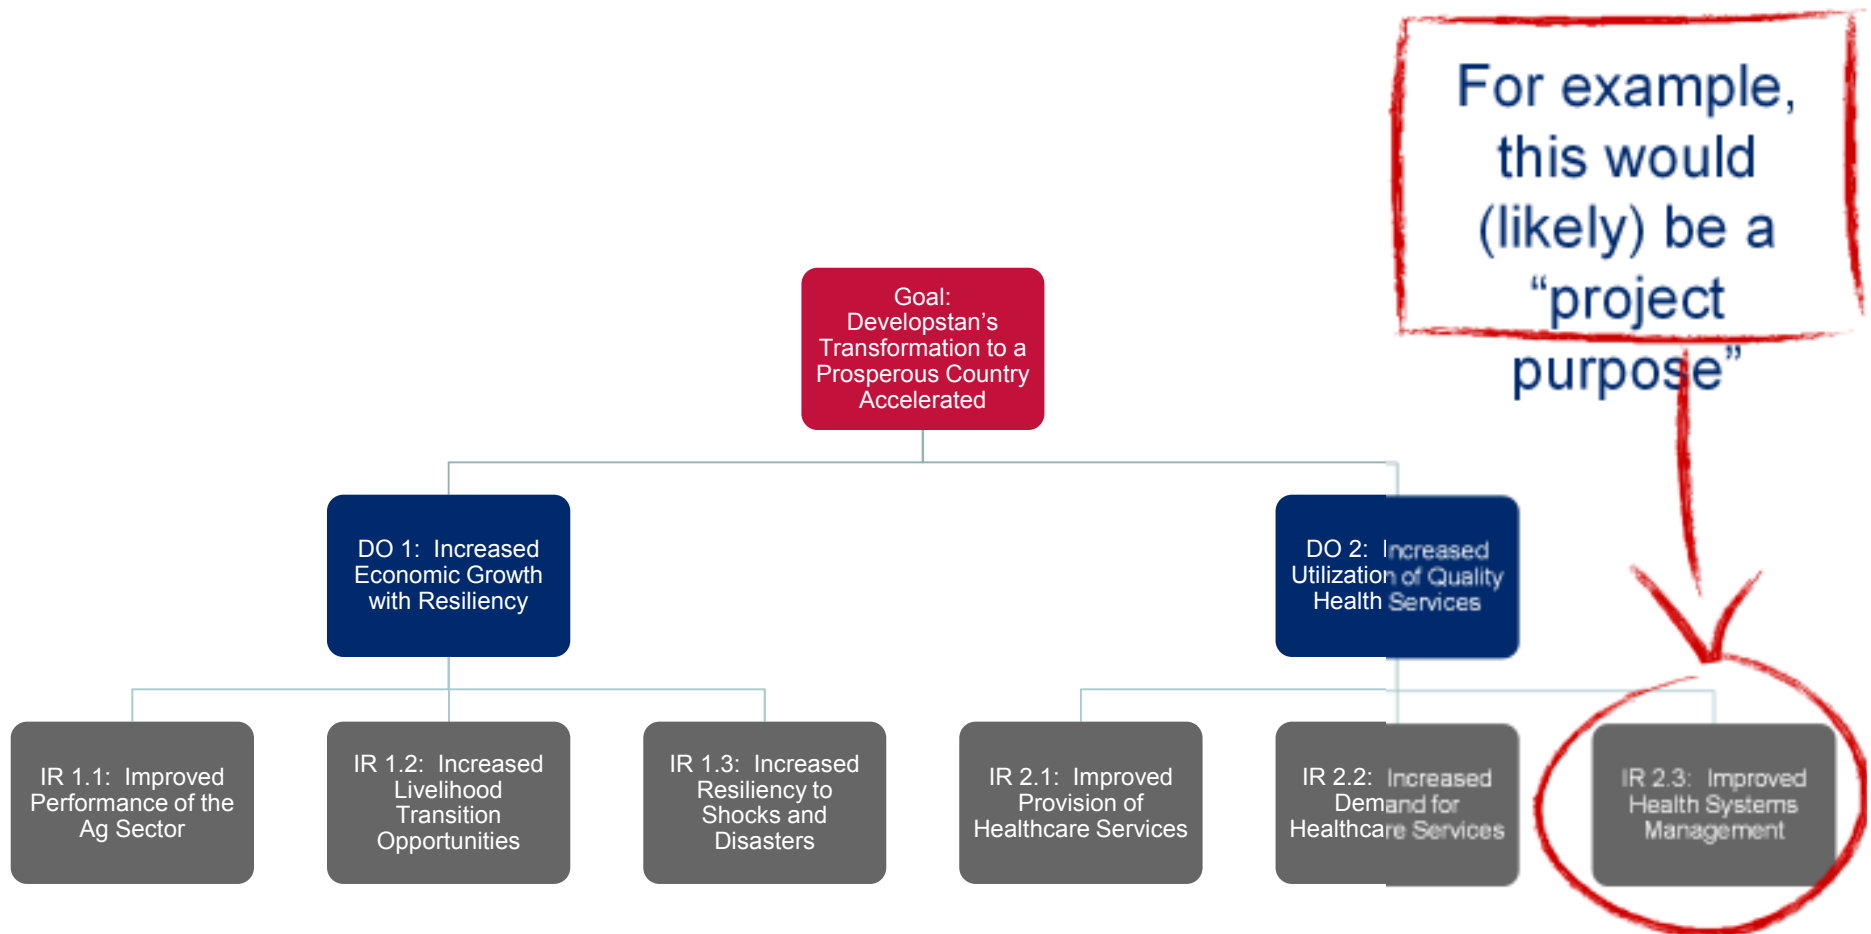 For example,
this would
(likely) be a
“project
purpose”
Goal:
Developstan’s
Transformation to a
Prosperous Country
Accelerated
DO 1: Increased
Economic Growth
with Resiliency
DO 2: Increased
Utilization of Quality
Health Services
IR 1.1: Improved
Performance of the
Ag Sector
IR 1.2: Increased
Livelihood
Transition
Opportunities
IR 1.3: Increased
Resiliency to
Shocks and
Disasters
IR 2.1: Improved
Provision of
Healthcare Services
IR 2.2: Increased
Demand for
Healthcare Services
IR 2.3: Improved
Health Systems
Management